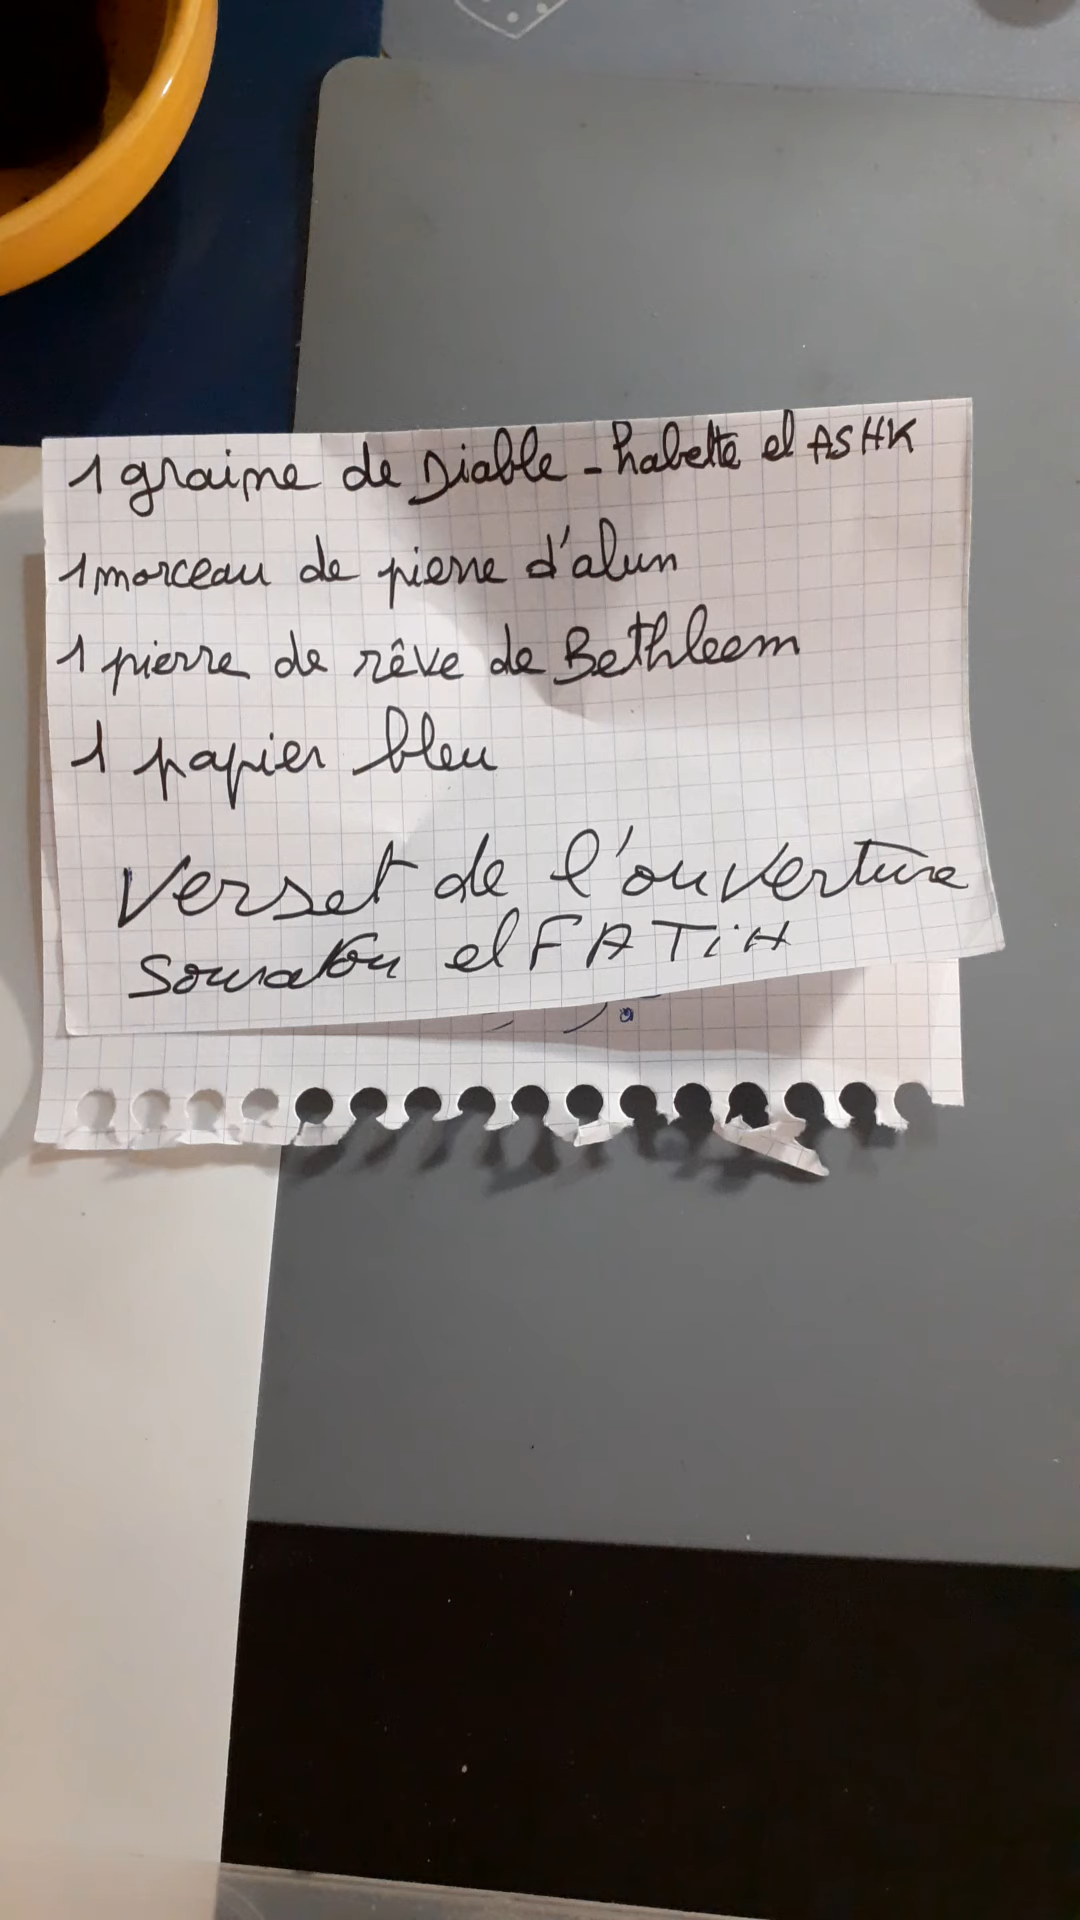 1 graine de Diable - habette el ASHK
1 morceau de pierre d'alun
1 pierre de rêve de Bethleem
1 papier bleu
Verset de l'ouverture
el FATiH